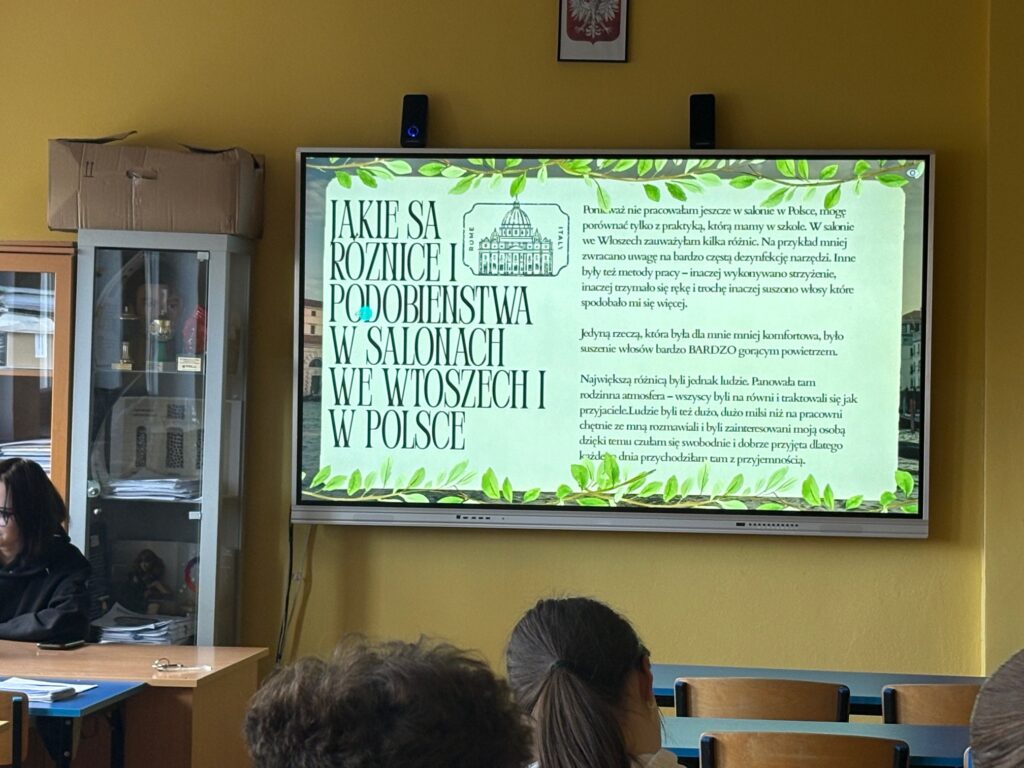 JAKIE SA
RÓŻNICE I
PODOBIEŃSTWA
W SALONACH
WE WTOSZECH I
W POLSCE
ROME
ITALY
Ponieważ nie pracowałam jeszcze w salonie w Polsce, mogę
porównać tylko z praktyką, którą mamy w szkole. W salonie
we Włoszech zauważyłam kilka różnic. Na przykład mniej
zwracano uwagę na bardzo częstą dezynfekcję narzędzi. Inne
były też metody pracy – inaczej wykonywano strzyżenie,
inaczej trzymało się rękę i trochę inaczej suszono włosy które
spodobało mi się więcej.
Jedyną rzeczą, która była dla mnie mniej komfortowa, było
suszenie włosów bardzo BARDZO gorącym powietrzem.
Największą różnicą byli jednak ludzie. Panowała tam
rodzinna atmosfera – wszyscy byli na równi i traktowali się jak
przyjaciele.Ludzie byli też dużo, dużo milsi niż na pracowni
chętnie ze mną rozmawiali i byli zainteresowani moją osobą
dzięki temu czułam się swobodnie i dobrze przyjęta dlatego
każdego dnia przychodziłam tam z przyjemnością.